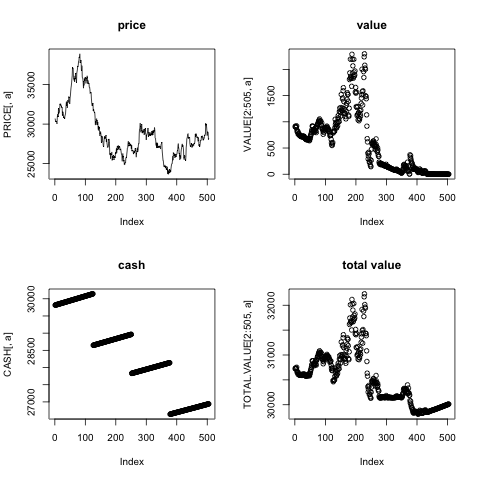 price
PRICE[, a]
25000 30000 35000
0 100 200 300 400 500
Index
value
VALUE[2:505, a]
0 500 1500
0 100 200 300 400 500
Index
cash
CASH[, a]
27000 28500 30000
0 100 200 300 400 500
Index
total value
TOTAL.VALUE[2:505, a]
30000 31000 32000
0 100 200 300 400 500
Index